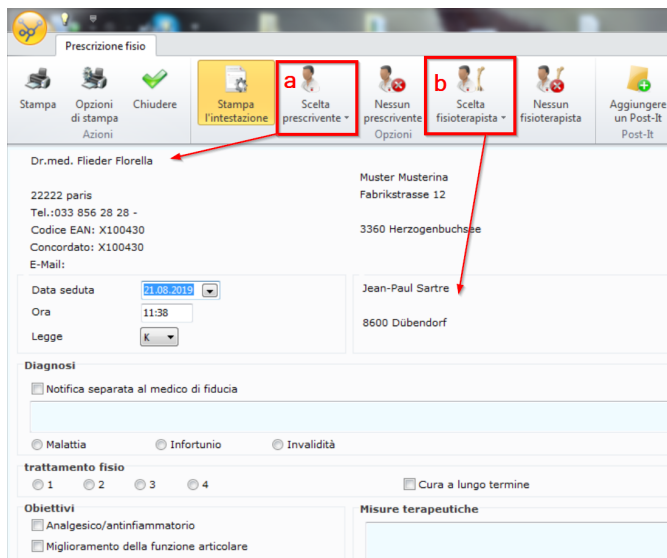 Prescrizione fisio
a
b
Stampa
Opzioni
di stampa
Chiudere
Stampa
l'intestazione
Scelta
prescrivente
Nessun
prescrivente
Scelta
fisioterapista
Nessun
fisioterapista
Aggiungere
un Post-It
Azioni
Opzioni
Post-It
Dr.med. Flieder Florella
22222 paris
Tel.:033 856 28 28 -
Codice EAN: X100430
Concordato: X100430
E-Mail:
Muster Musterina
Fabrikstrasse 12
3360 Herzogenbuchsee
Data seduta 21.08.2019
Ora 11:38
Legge K
Jean-Paul Sartre
8600 Dübendorf
Diagnosi
Notifica separata al medico di fiducia
Malattia Infortunio Invalidità
trattamento fisio
1 2 3 4 Cura a lungo termine
Obiettivi
Analgesico/antinfiammatorio
Miglioramento della funzione articolare
Misure terapeutiche